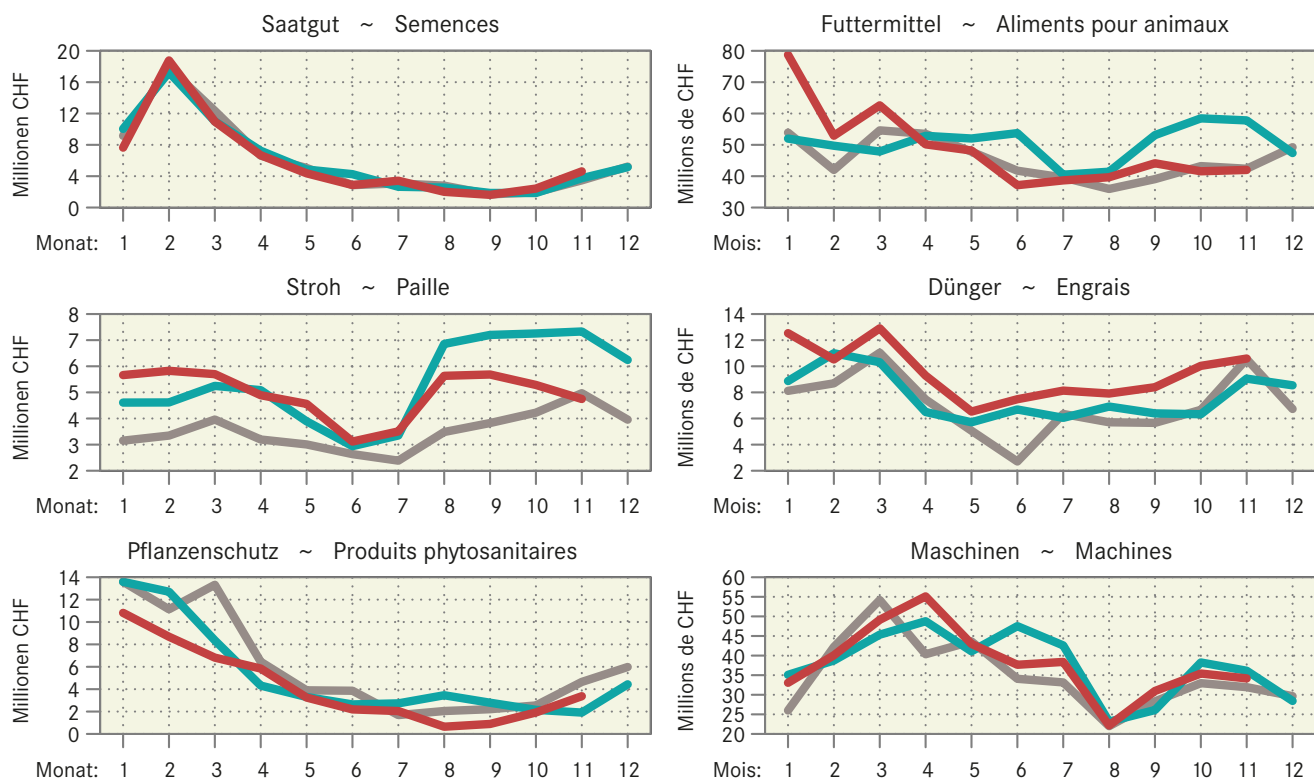 Saatgut ~ Semences
Millionen CHF
20
16
12
8
4
0
Monat: 1 2 3 4 5 6 7 8 9 10 11 12
Futtermittel ~ Aliments pour animaux
Millions de CHF
80
70
60
50
40
30
Mois: 1 2 3 4 5 6 7 8 9 10 11 12
Stroh ~ Paille
Millionen CHF
8
7
6
5
4
3
2
Monat: 1 2 3 4 5 6 7 8 9 10 11 12
Dünger ~ Engrais
Millions de CHF
14
12
10
8
6
4
2
Mois: 1 2 3 4 5 6 7 8 9 10 11 12
Pflanzenschutz ~ Produits phytosanitaires
Millionen CHF
14
12
10
8
6
4
2
0
Monat: 1 2 3 4 5 6 7 8 9 10 11 12
Maschinen ~ Machines
Millions de CHF
60
55
50
45
40
35
30
25
20
Mois: 1 2 3 4 5 6 7 8 9 10 11 12